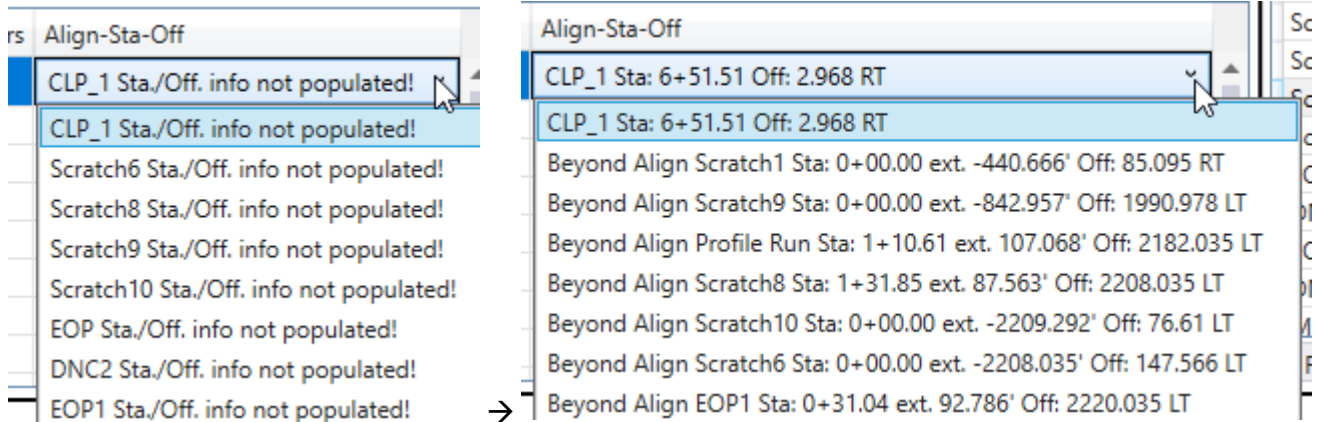 rs Align-Sta-Off
CLP_1 Sta./Off. info not populated!
CLP_1 Sta./Off. info not populated!
Scratch6 Sta./Off. info not populated!
Scratch8 Sta./Off. info not populated!
Scratch9 Sta./Off. info not populated!
Scratch10 Sta./Off. info not populated!
EOP Sta./Off. info not populated!
DNC2 Sta./Off. info not populated!
EOP1 Sta./Off. info not populated!
→
Align-Sta-Off
CLP_1 Sta: 6+51.51 Off: 2.968 RT
CLP_1 Sta: 6+51.51 Off: 2.968 RT
Beyond Align Scratch1 Sta: 0+00.00 ext. -440.666' Off: 85.095 RT
Beyond Align Scratch9 Sta: 0+00.00 ext. -842.957' Off: 1990.978 LT
Beyond Align Profile Run Sta: 1+10.61 ext. 107.068' Off: 2182.035 LT
Beyond Align Scratch8 Sta: 1+31.85 ext. 87.563' Off: 2208.035 LT
Beyond Align Scratch10 Sta: 0+00.00 ext. -2209.292' Off: 76.61 LT
Beyond Align Scratch6 Sta: 0+00.00 ext. -2208.035' Off: 147.566 LT
Beyond Align EOP1 Sta: 0+31.04 ext. 92.786' Off: 2220.035 LT
Sc
Sc
Sc